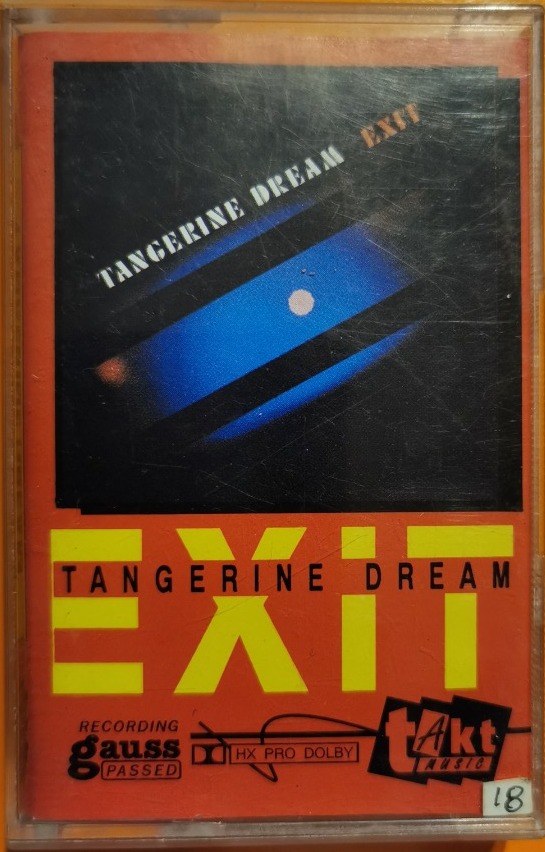 TANGERINE DREAM EXIT
EXIT
TANGERINE DREAM
RECORDING
gauss
PASSED
HX PRO DOLBY
tAkt
MUSIC
18